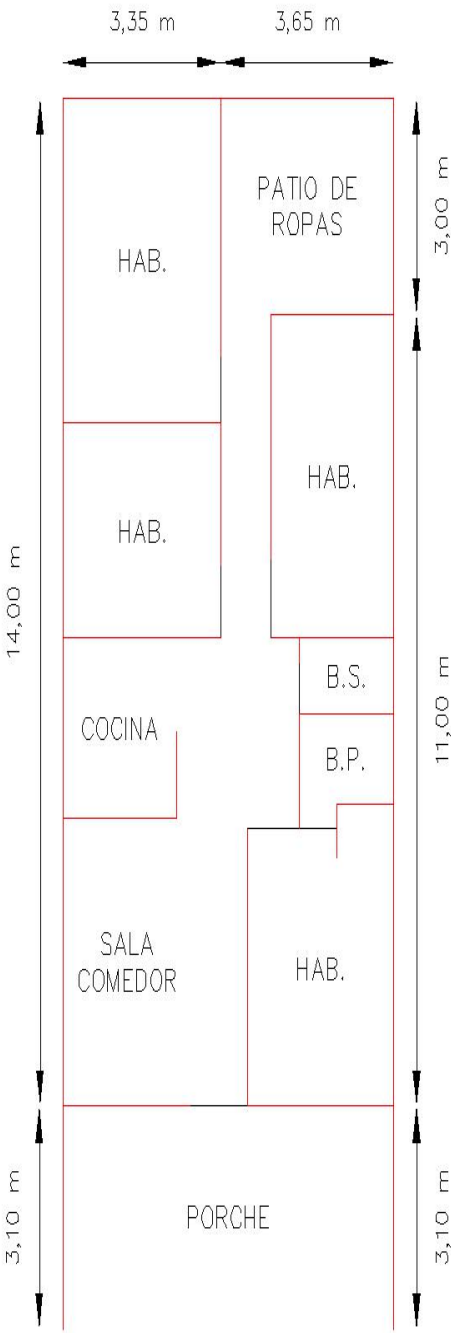 3,35 m
3,65 m
PATIO DE
ROPAS
3,00 m
HAB.
HAB.
HAB.
14,00 m
B.S.
11,00 m
COCINA
B.P.
SALA
COMEDOR
HAB.
3,10 m
PORCHE
3,10 m